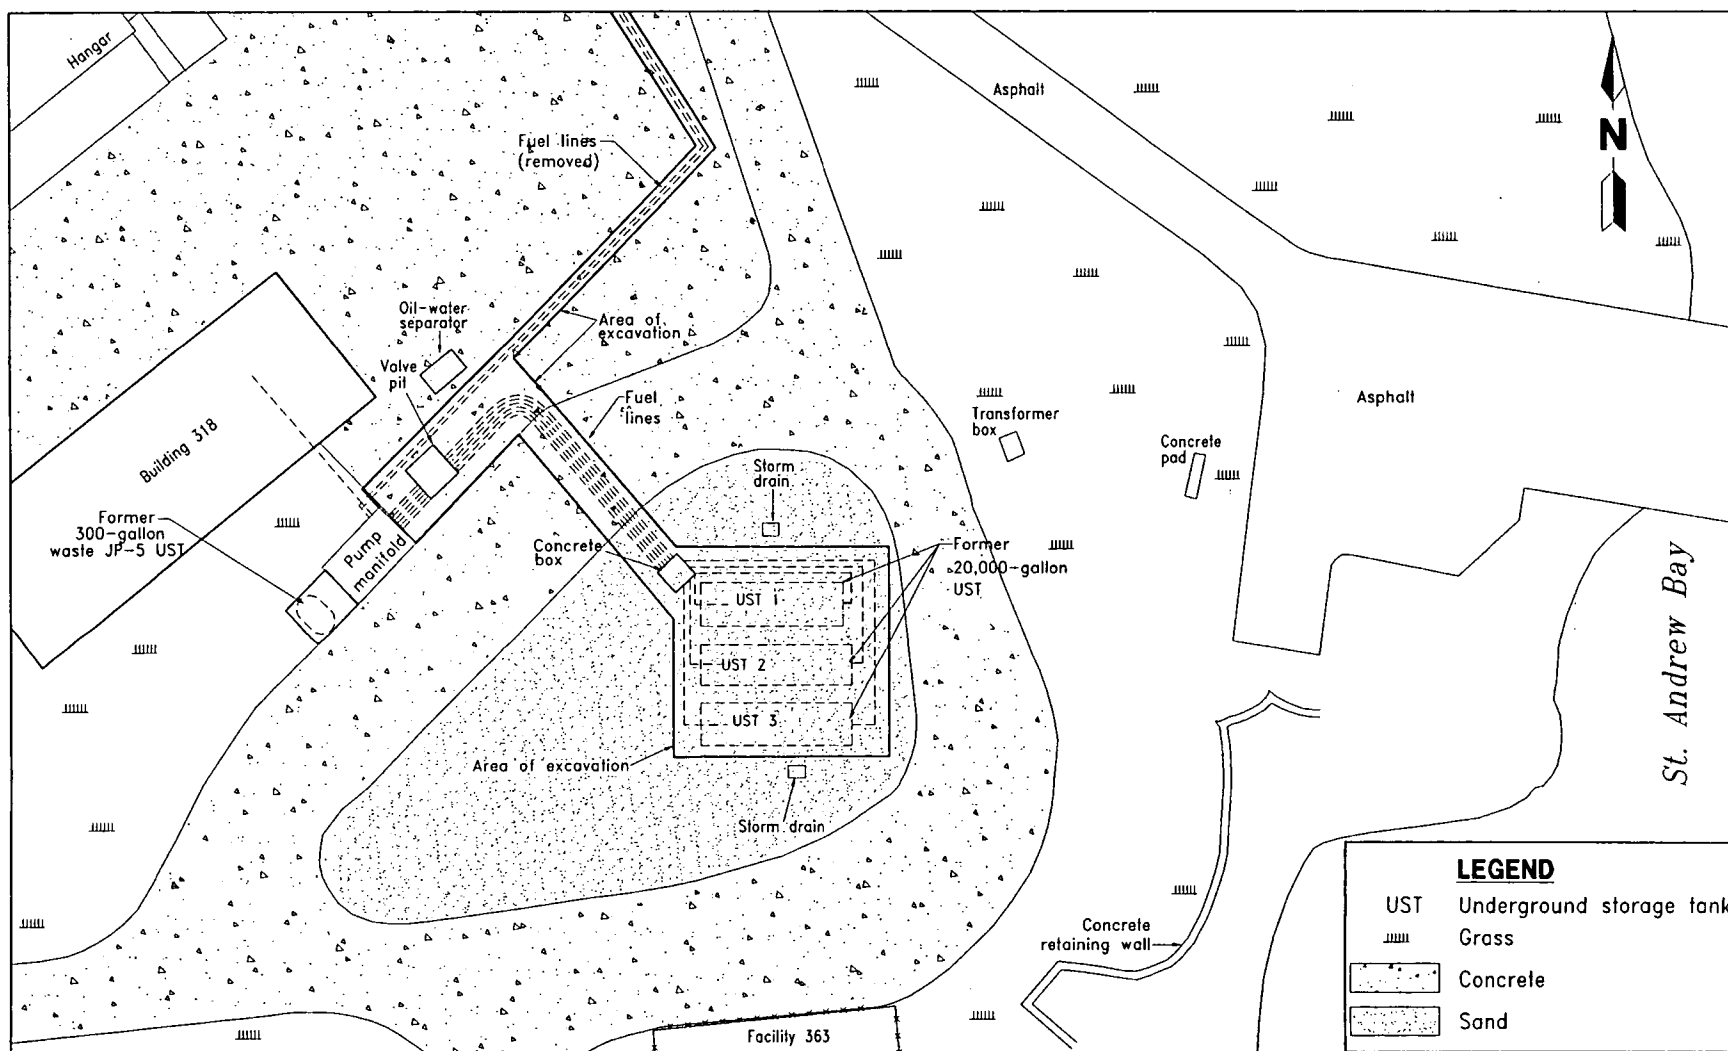 Hangar
Asphalt
N
Fuel lines
(removed)
Oil-water
separator
Area of
excavation
Valve
pit
Fuel
lines
Asphalt
Transformer
box
Building 318
Storm
drain
Concrete
pad
Former
300-gallon
waste JP-5 UST
Pump
manifold
Concrete
box
Former
20,000-gallon
UST
UST 1
UST 2
UST 3
St. Andrew Bay
Area of excavation
Storm drain
Concrete
retaining wall
Facility 363
LEGEND
UST Underground storage tank
Grass
Concrete
Sand